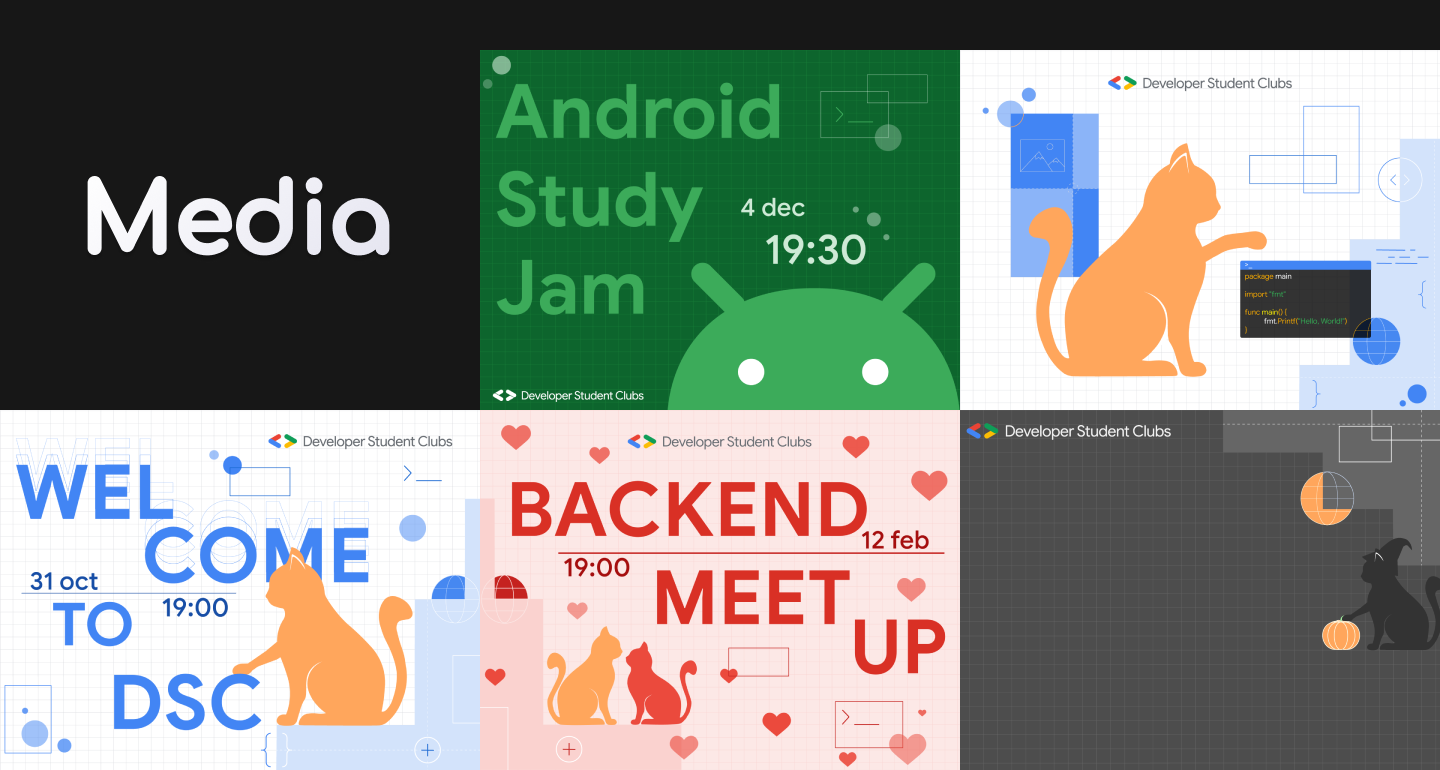 Media
Android
Study
Jam
4 dec
19:30
Developer Student Clubs
Developer Student Clubs
>_
package main
import "fmt"
func main() {
fmt.Printf("Hello, World!")
}
{
}
Developer Student Clubs
WEL
WEL
COME
COME
31 oct
19:00
TO
DSC
{ }
Developer Student Clubs
BACKEND
12 feb
19:00
MEET
UP
Developer Student Clubs